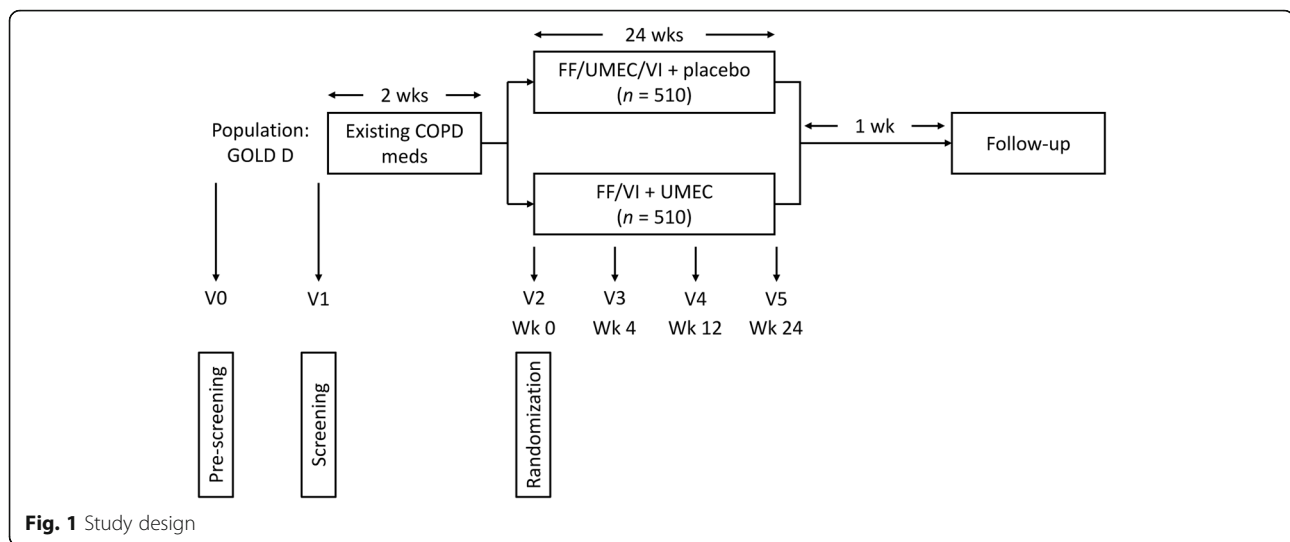 24 wks
FF/UMEC/VI + placebo
(n = 510)
2 wks
Population:
GOLD D
Existing COPD
meds
1 wk
Follow-up
FF/VI + UMEC
(n = 510)
V0
V1
V2
Wk 0
V3
Wk 4
V4
Wk 12
V5
Wk 24
Pre-screening
Screening
Randomization
Fig. 1 Study design